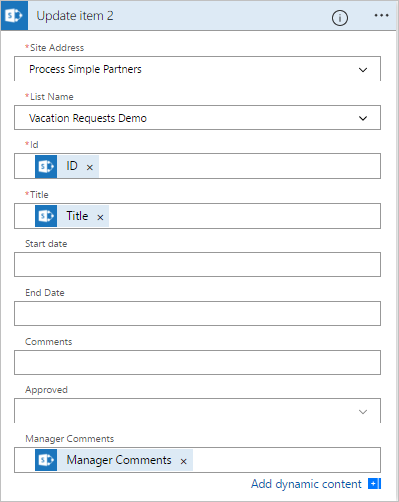 Update item 2
*Site Address
Process Simple Partners
*List Name
Vacation Requests Demo
*Id
ID ×
*Title
Title ×
Start date
End Date
Comments
Approved
Manager Comments
Manager Comments ×
Add dynamic content